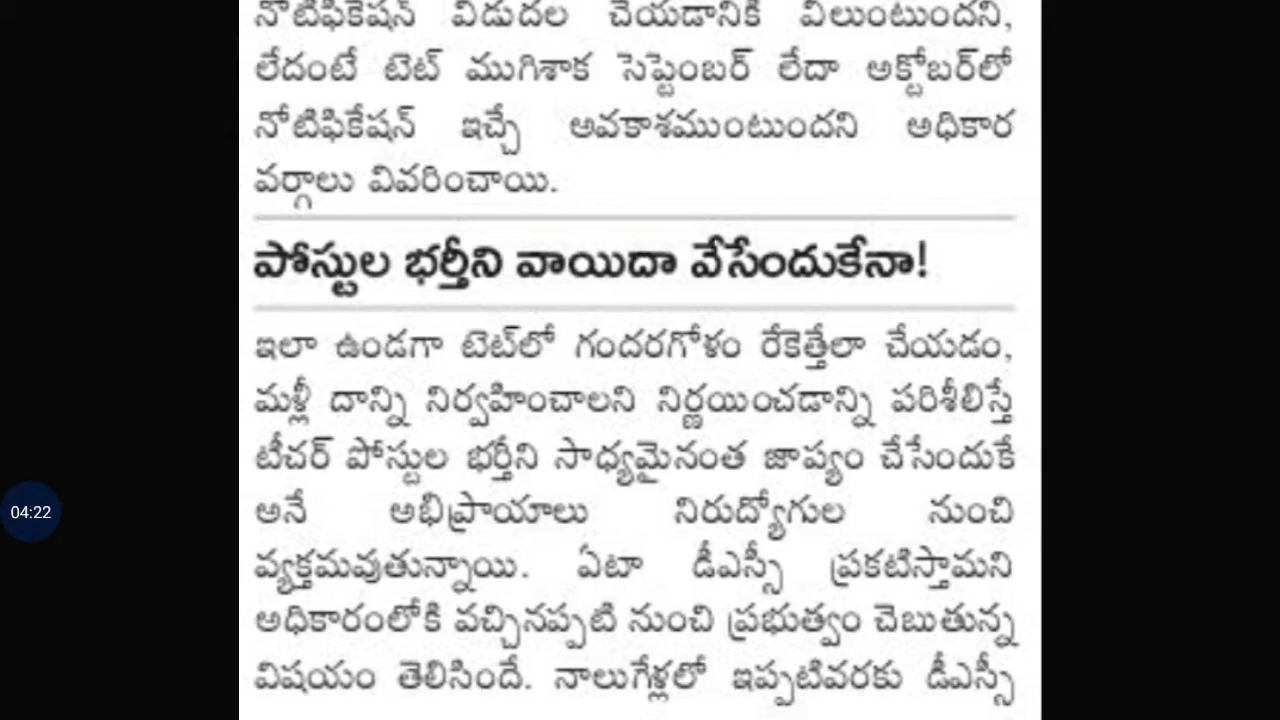 నోటిఫికేషన్ విడుదల చేయడానికి వీలుంటుందని,
లేదంటే టెట్ ముగిశాక సెప్టెంబర్ లేదా అక్టోబర్‌లో
నోటిఫికేషన్ ఇచ్చే అవకాశముంటుందని అధికార
వర్గాలు వివరించాయి.
పోస్టుల భర్తీని వాయిదా వేసేందుకేనా!
ఇలా ఉండగా టెట్‌లో గందరగోళం రేకెత్తేలా చేయడం,
మళ్లీ దాన్ని నిర్వహించాలని నిర్ణయించడాన్ని పరిశీలిస్తే
టీచర్ పోస్టుల భర్తీని సాధ్యమైనంత జాప్యం చేసేందుకే
అనే అభిప్రాయాలు నిరుద్యోగుల నుంచి
04:22
వ్యక్తమవుతున్నాయి. ఏటా డీఎస్సీ ప్రకటిస్తామని
అధికారంలోకి వచ్చినప్పటి నుంచి ప్రభుత్వం చెబుతున్న
విషయం తెలిసిందే. నాలుగేళ్లలో ఇప్పటివరకు డీఎస్సీ